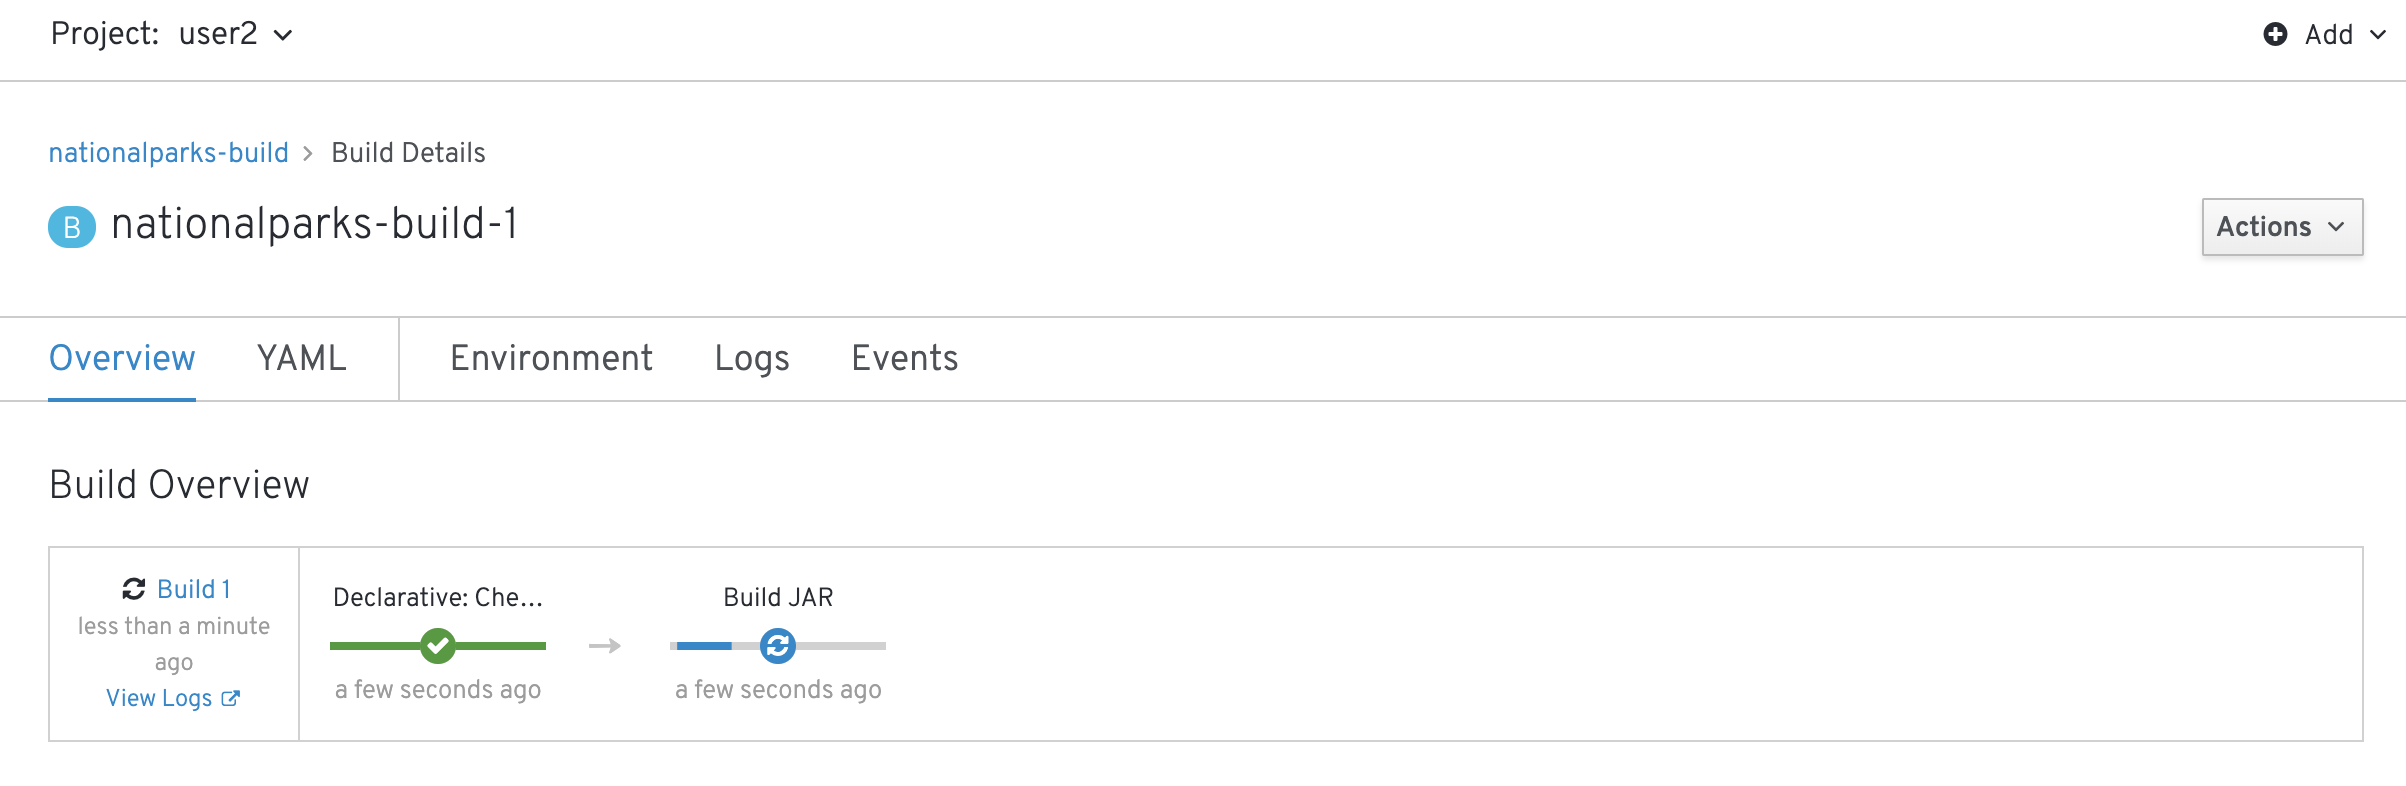 Project: user2
Add
nationalparks-build > Build Details
B nationalparks-build-1
Actions
Overview YAML Environment Logs Events
Build Overview
Build 1
less than a minute
ago
View Logs
Declarative: Che...
a few seconds ago
Build JAR
a few seconds ago